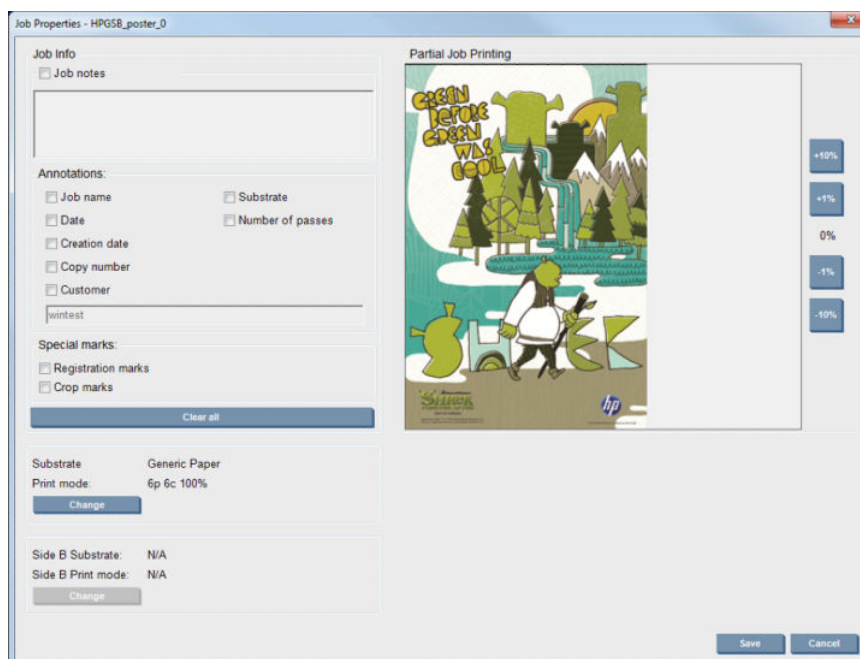 Job Properties - HPGSB_poster_0
Job Info
Job notes
Annotations:
Job name
Substrate
Date
Number of passes
Creation date
Copy number
Customer
wintest
Special marks:
Registration marks
Crop marks
Clear all
Substrate Generic Paper
Print mode: 6p 6c 100%
Change
Side B Substrate: N/A
Side B Print mode: N/A
Change
Partial Job Printing
GREEN
BEFORE
GREEN
WAS
COOL
SHREK
SHREK
hp
+10%
+1%
0%
-1%
-10%
Save Cancel